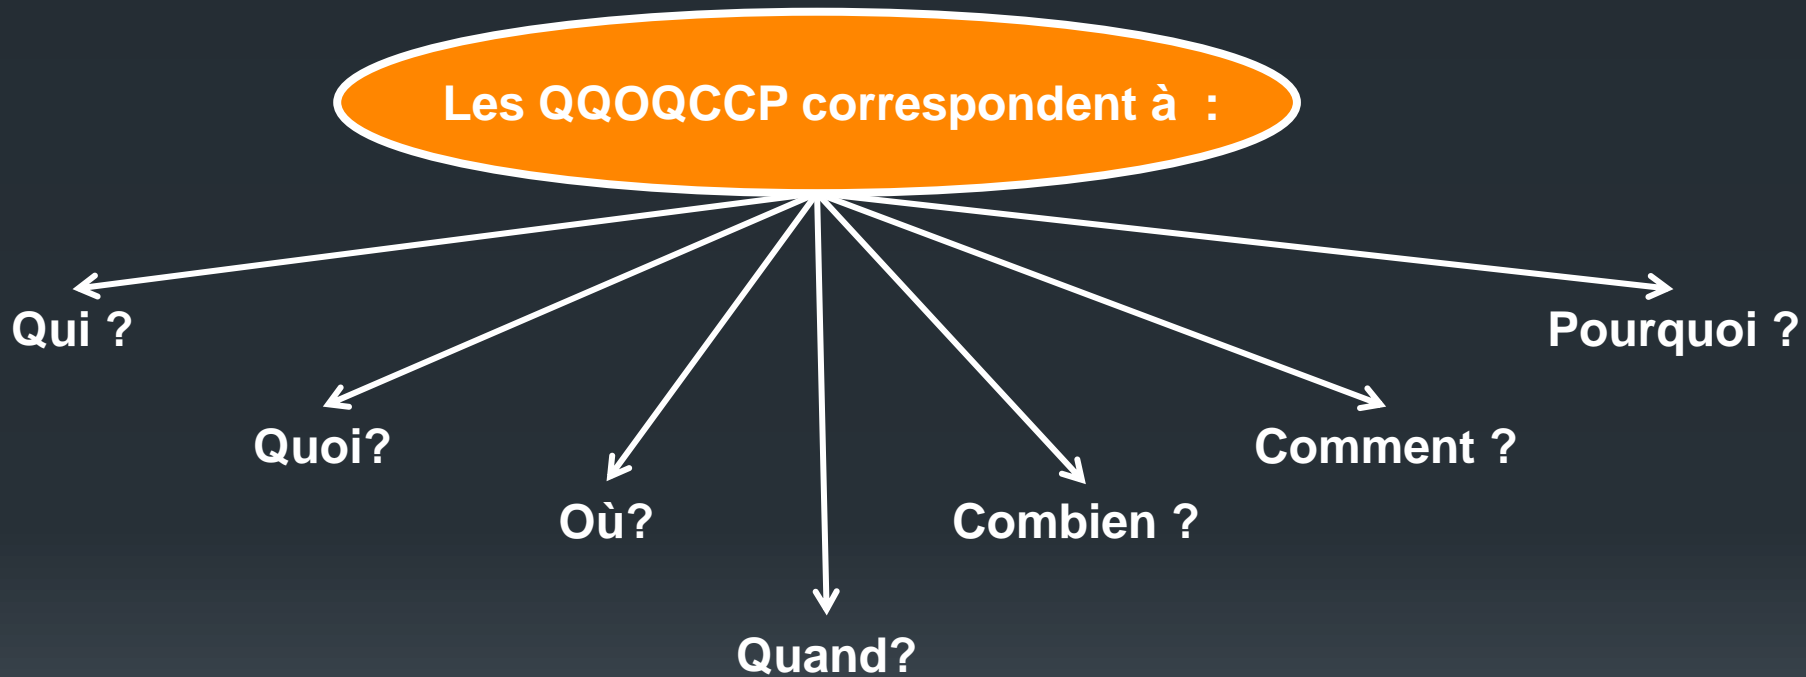 Les QQOQCCP correspondent à  :
Qui ?
Pourquoi ?
Quoi?
Comment ?
Où?
Combien ?
Quand?